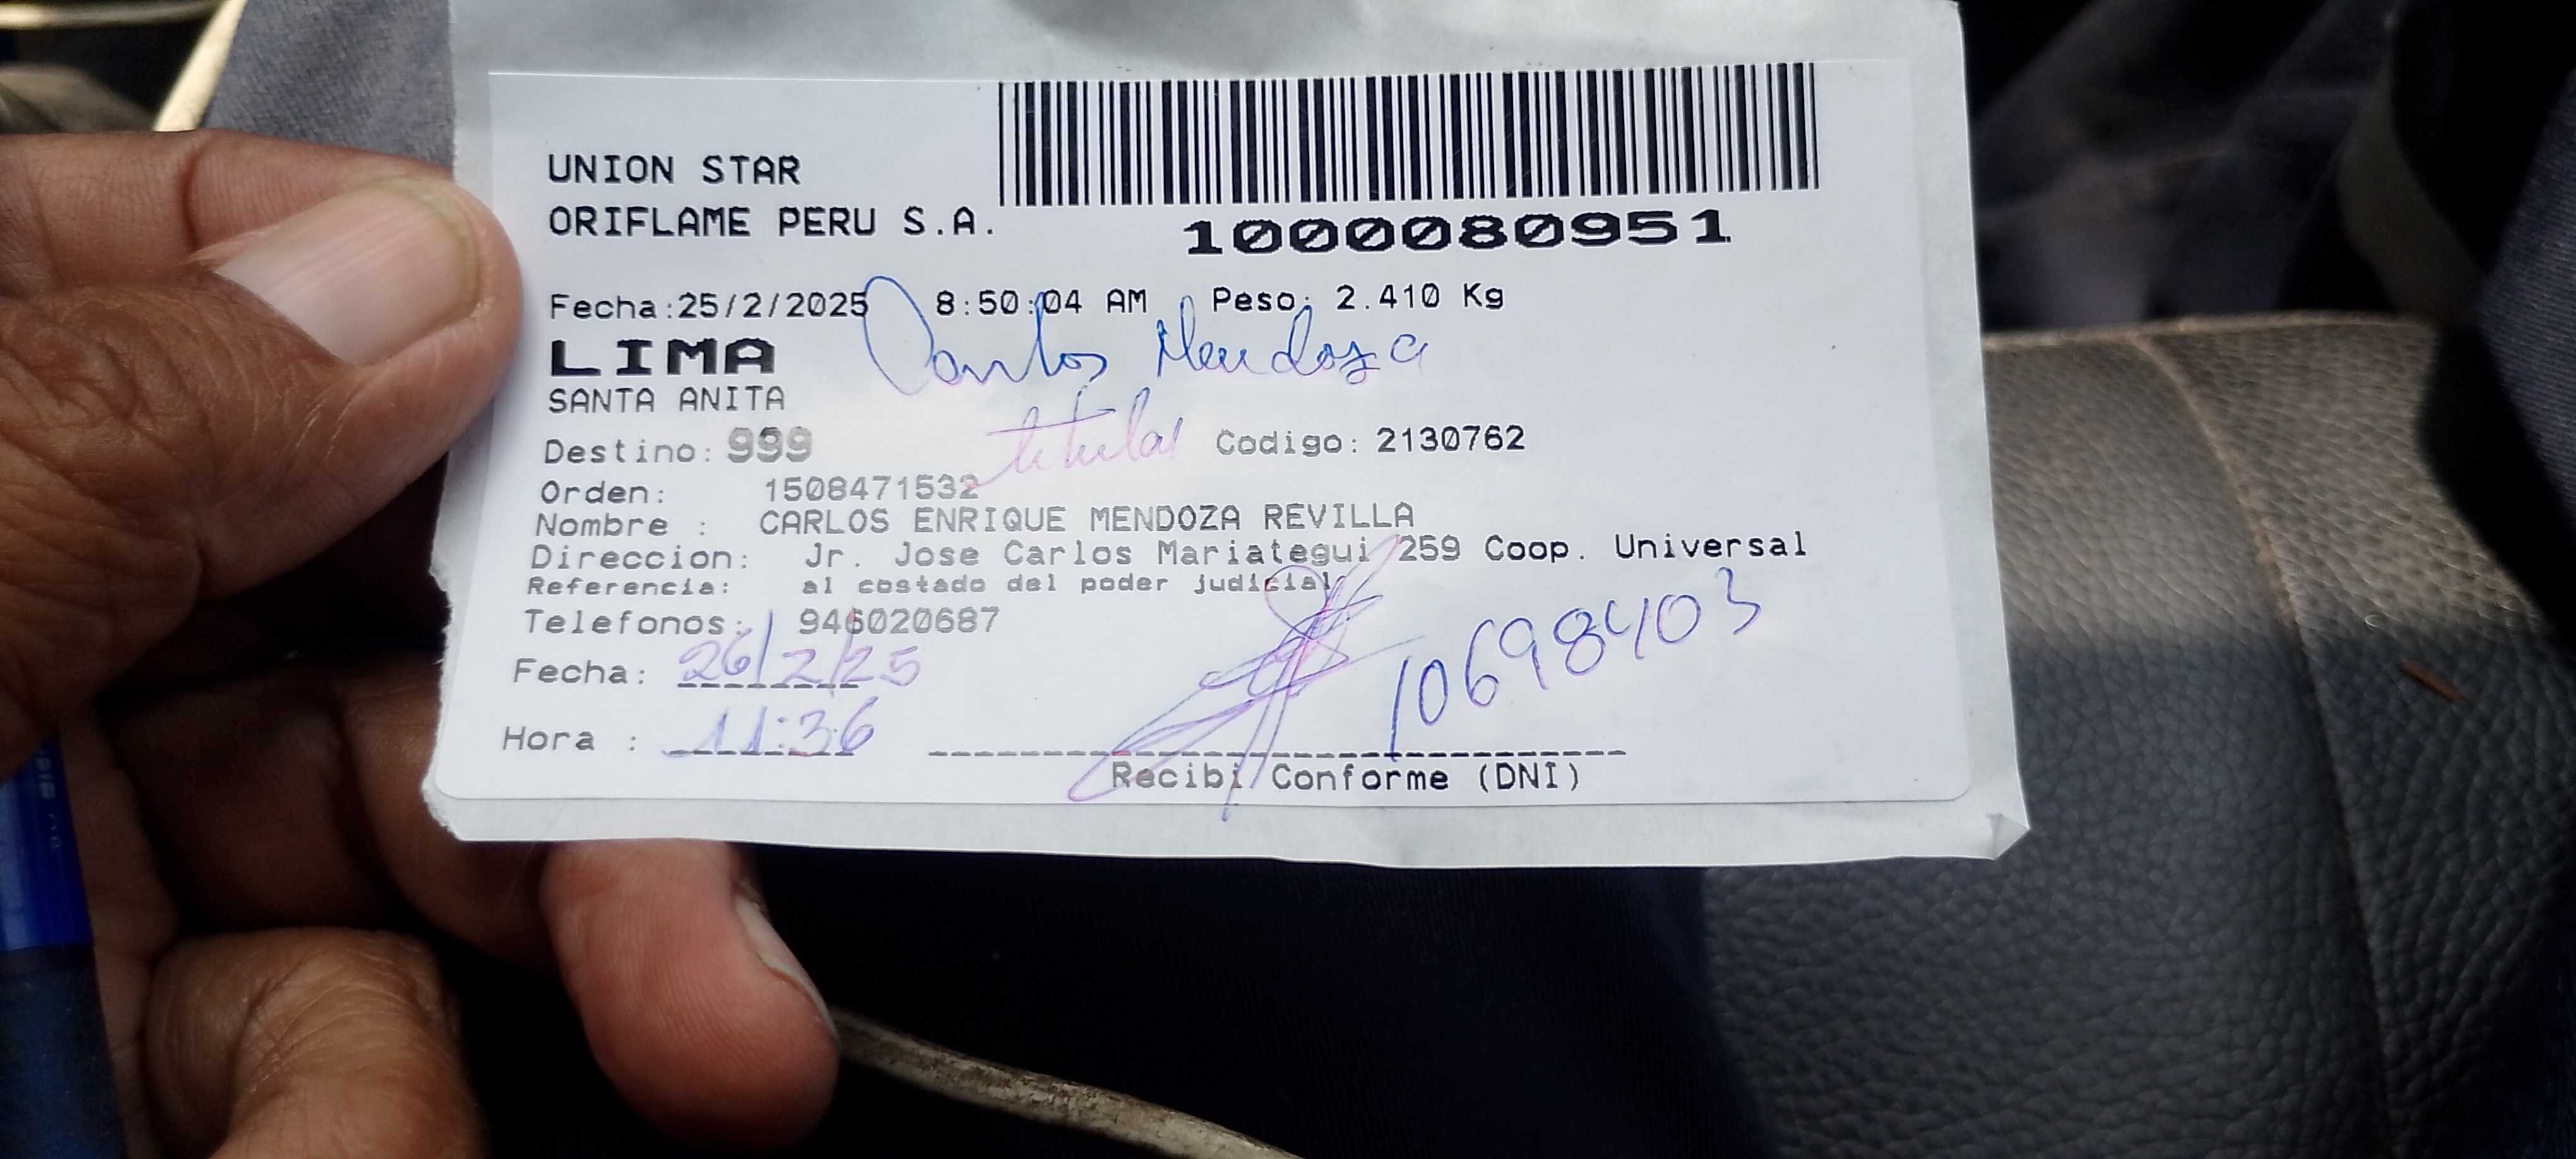 UNION STAR
ORIFLAME PERU S.A.
1000080951
Fecha:25/2/2025 8:50:04 AM Peso: 2.410 Kg
LIMA
Carlos Mendoza
SANTA ANITA
titular
Destino: 999 Codigo: 2130762
Orden: 1508471532
Nombre : CARLOS ENRIQUE MENDOZA REVILLA
Direccion: Jr. Jose Carlos Mariategui 259 Coop. Universal
Referencia: al costado del poder judicial
Telefonos: 946020687
Fecha: 26/2/25
10698403
Hora : 11:36
Recibi Conforme (DNI)